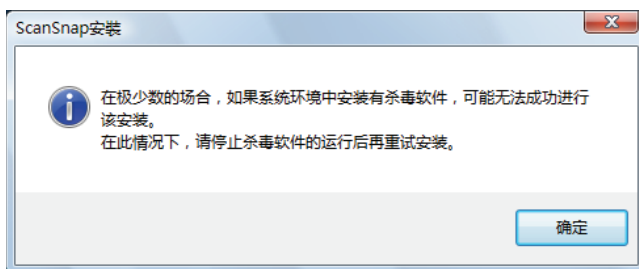 ScanSnap安裝
在极少数的场合，如果系统环境中安装有杀毒软件，可能无法成功进行
该安装。
在此情况下，请停止杀毒软件的运行后再重试安装。
确定